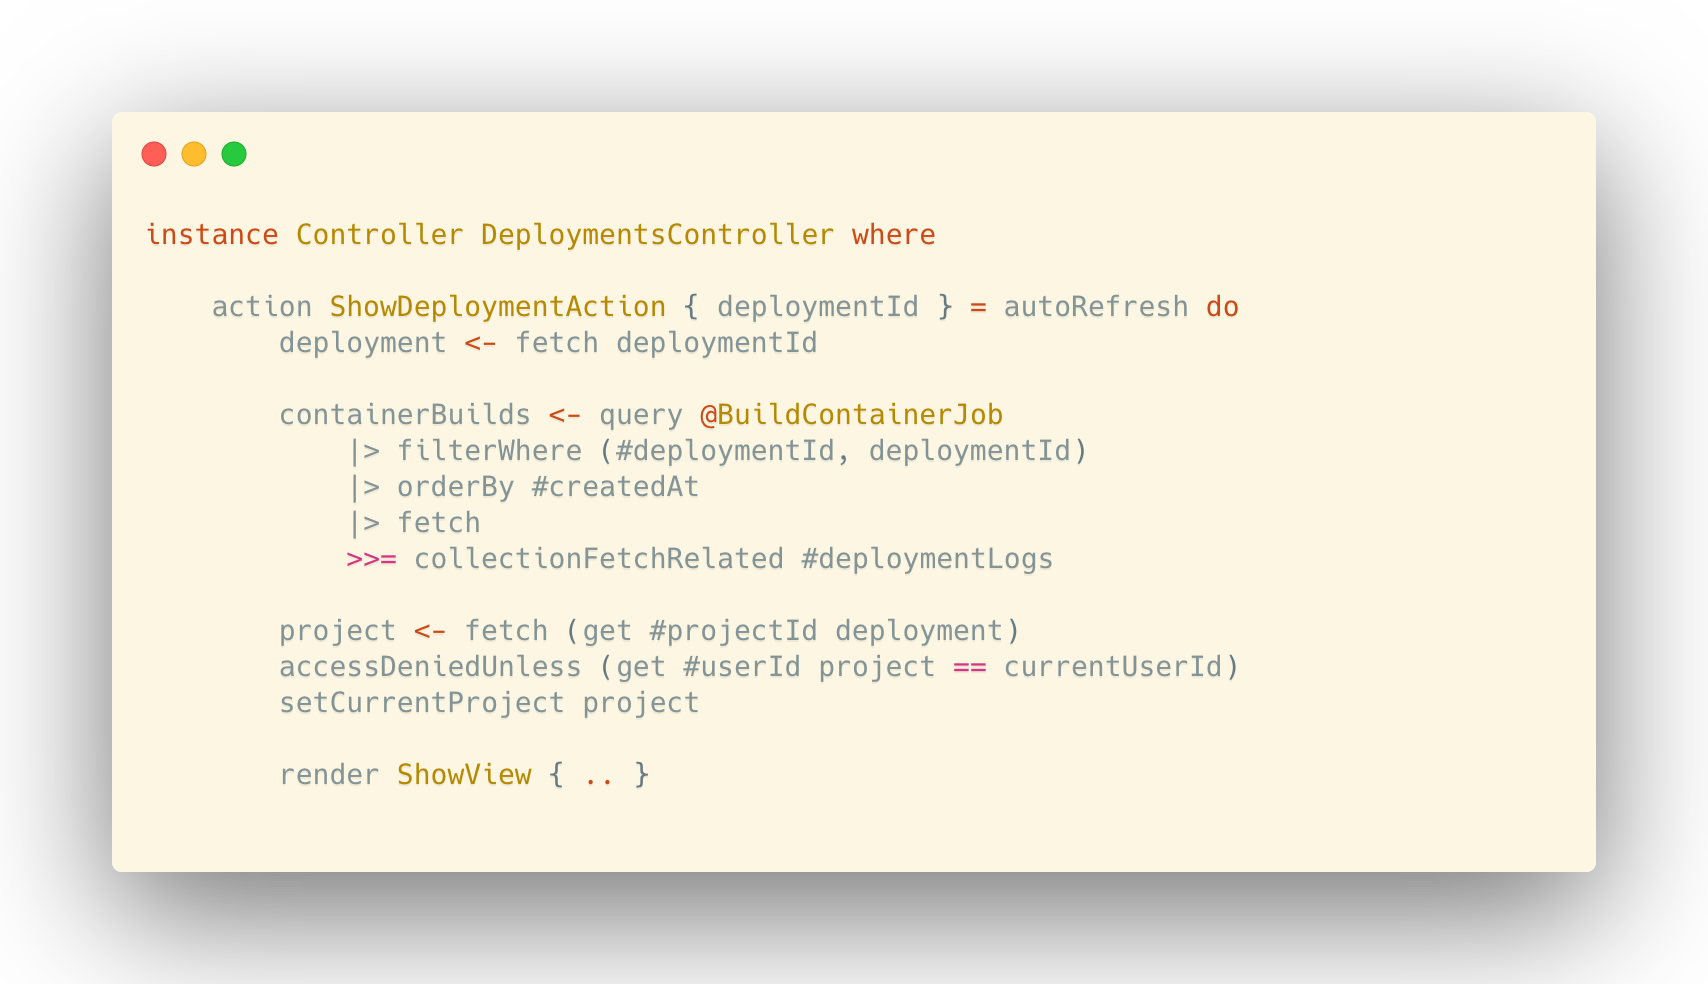 instance Controller DeploymentsController where
action ShowDeploymentAction { deploymentId } = autoRefresh do
deployment <- fetch deploymentId
containerBuilds <- query @BuildContainerJob
|> filterWhere (#deploymentId, deploymentId)
|> orderBy #createdAt
|> fetch
>>= collectionFetchRelated #deploymentLogs
project <- fetch (get #projectId deployment)
accessDeniedUnless (get #userId project == currentUserId)
setCurrentProject project
render ShowView { .. }